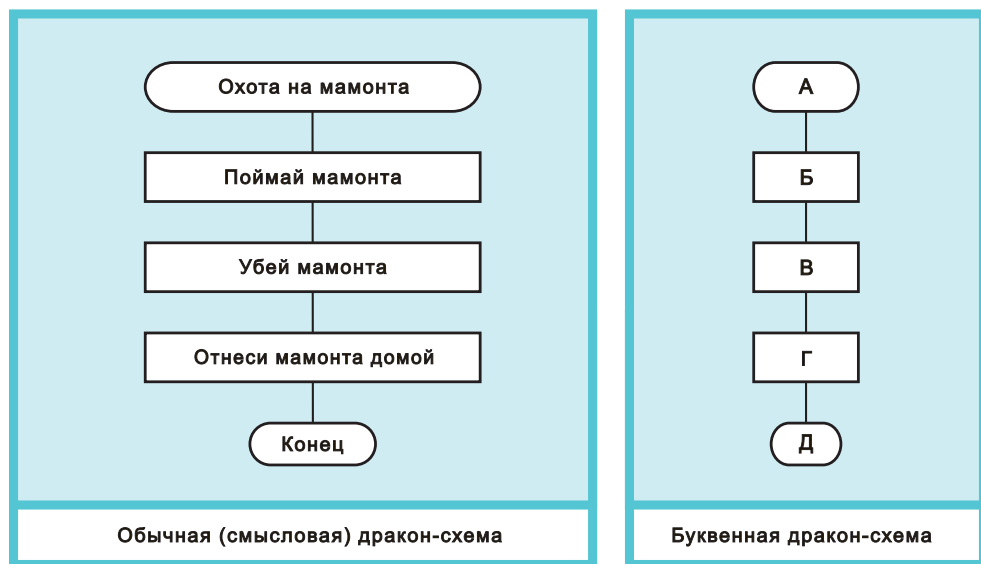 Охота на мамонта
Поймай мамонта
Убей мамонта
Отнеси мамонта домой
Конец
Обычная (смысловая) дракон-схема
А
Б
В
Г
Д
Буквенная дракон-схема